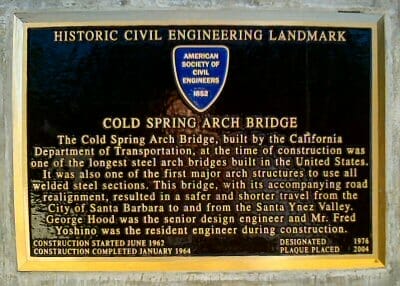 HISTORIC CIVIL ENGINEERING LANDMARK
AMERICAN
SOCIETY OF
CIVIL
ENGINEERS
1852
COLD SPRING ARCH BRIDGE
The Cold Spring Arch Bridge, built by the California
Department of Transportation, at the time of construction was
one of the longest steel arch bridges built in the United States.
It was also one of the first major arch structures to use all
welded steel sections. This bridge, with its accompanying road
realignment, resulted in a safer and shorter travel from the
City of Santa Barbara to and from the Santa Ynez Valley.
George Hood was the senior design engineer and Mr. Fred
Yoshino was the resident engineer during construction.
CONSTRUCTION STARTED JUNE 1962 DESIGNATED 1976
CONSTRUCTION COMPLETED JANUARY 1964 PLAQUE PLACED 2004